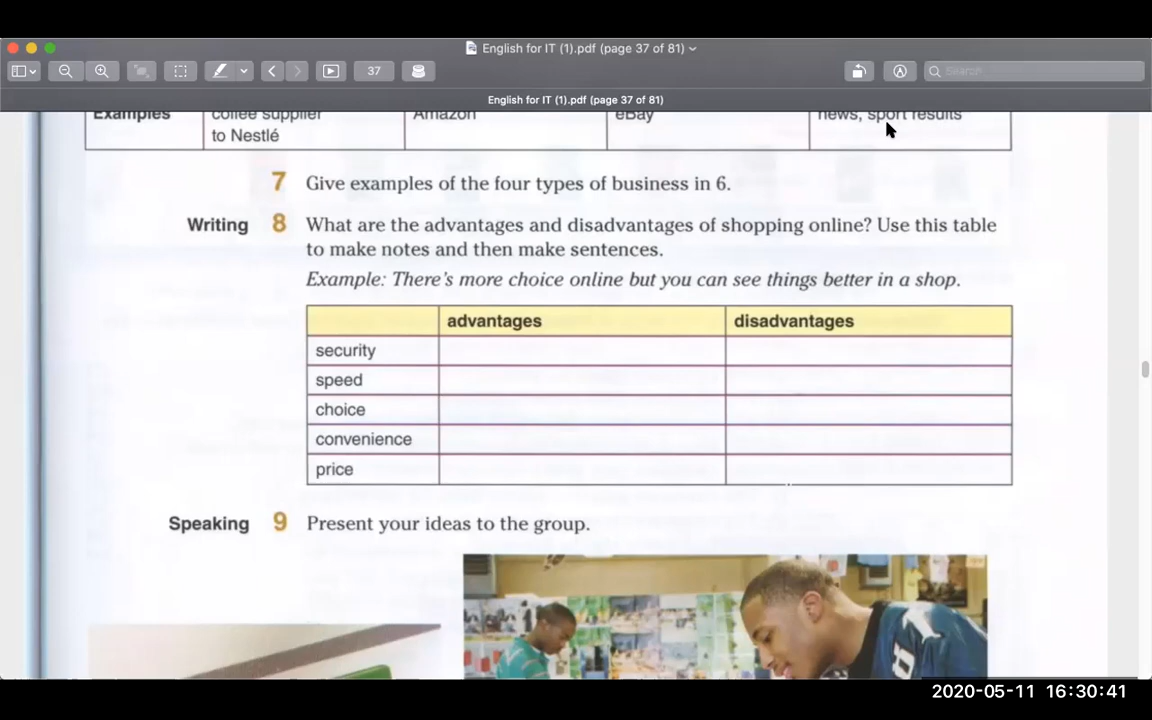 English for IT (1).pdf (page 37 of 81)
37
Search
English for IT (1).pdf (page 37 of 81)
Examples coffee supplier Amazon eBay news, sport results
to Nestlé
7 Give examples of the four types of business in 6.
Writing 8 What are the advantages and disadvantages of shopping online? Use this table
to make notes and then make sentences.
Example: There's more choice online but you can see things better in a shop.
advantages disadvantages
security
speed
choice
convenience
price
Speaking 9 Present your ideas to the group.
2020-05-11 16:30:41